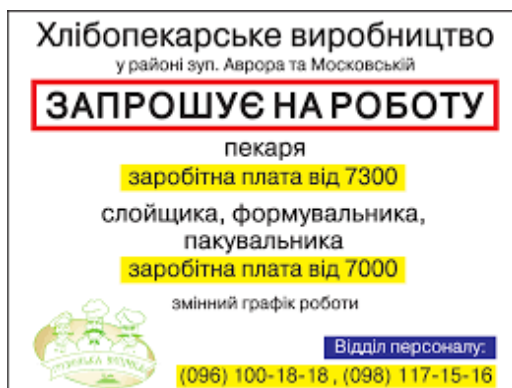 Хлібопекарське виробництво
у районі зуп. Аврора та Московській
ЗАПРОШУЄ НА РОБОТУ
пекаря
заробітна плата від 7300
слойщика, формувальника,
пакувальника
заробітна плата від 7000
змінний графік роботи
Відділ персоналу:
(096) 100-18-18 , (098) 117-15-16